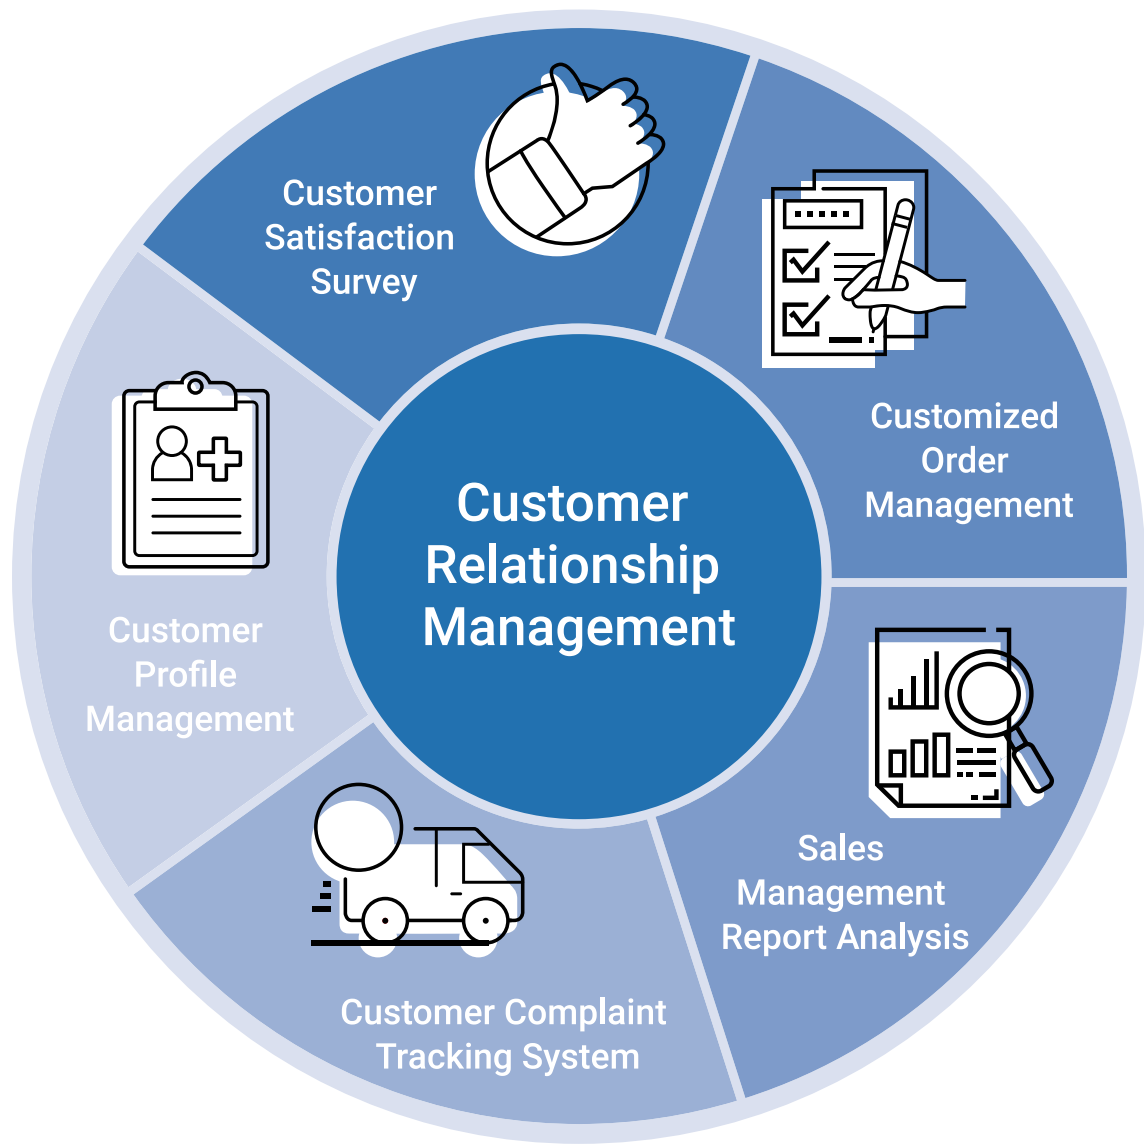 Customer
Satisfaction
Survey
Customized
Order
Management
Customer
Relationship
Management
Customer
Profile
Management
Sales
Management
Report Analysis
Customer Complaint
Tracking System